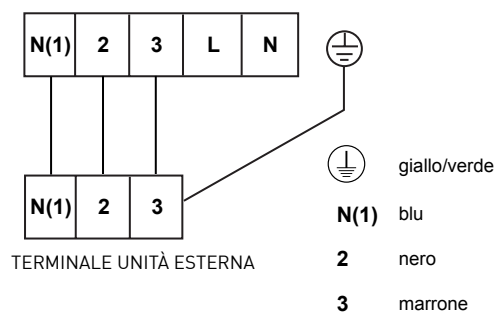 N(1) 2 3 L N
N(1) 2 3
TERMINALE UNITÀ ESTERNA
giallo/verde
N(1) blu
2 nero
3 marrone